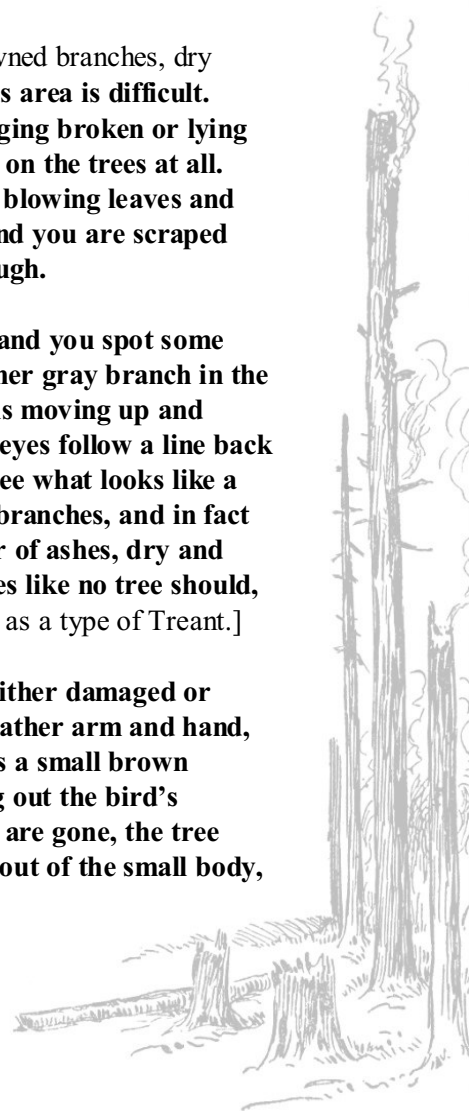 wned branches, dry
s area is difficult.
ging broken or lying
on the trees at all.
blowing leaves and
nd you are scraped
ugh.
and you spot some
her gray branch in the
is moving up and
eyes follow a line back
ee what looks like a
branches, and in fact
r of ashes, dry and
es like no tree should,
as a type of Treant.]
ither damaged or
ather arm and hand,
s a small brown
g out the bird’s
are gone, the tree
out of the small body,